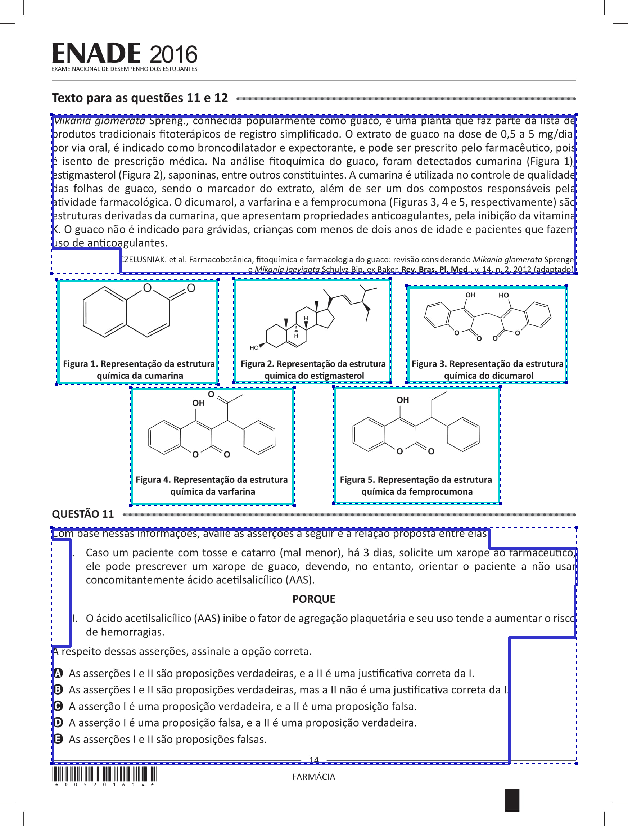 ENADE 2016
EXAME NACIONAL DE DESEMPENHO DOS ESTUDANTES
Texto para as questões 11 e 12
Mikania glomerata Spreng., conhecida popularmente como guaco, é uma planta que faz parte da lista de
produtos tradicionais fitoterápicos de registro simplificado. O extrato de guaco na dose de 0,5 a 5 mg/dia,
por via oral, é indicado como broncodilatador e expectorante, e pode ser prescrito pelo farmacêutico, pois
é isento de prescrição médica. Na análise fitoquímica do guaco, foram detectados cumarina (Figura 1),
estigmasterol (Figura 2), saponinas, entre outros constituintes. A cumarina é utilizada no controle de qualidade
das folhas de guaco, sendo o marcador do extrato, além de ser um dos compostos responsáveis pela
atividade farmacológica. O dicumarol, a varfarina e a femprocumona (Figuras 3, 4 e 5, respectivamente) são
estruturas derivadas da cumarina, que apresentam propriedades anticoagulantes, pela inibição da vitamina
K. O guaco não é indicado para grávidas, crianças com menos de dois anos de idade e pacientes que fazem
uso de anticoagulantes.
CZELUSNIAK. et al. Farmacobotânica, fitoquímica e farmacologia do guaco: revisão considerando Mikania glomerata Sprengel
e Mikania laevigata Schulyz Bip. ex Baker. Rev. Bras. Pl. Med., v. 14, n. 2, 2012 (adaptado).
O O
Figura 1. Representação da estrutura
química da cumarina
H
H H
HO
Figura 2. Representação da estrutura
química do estigmasterol
OH HO
O O O O
Figura 3. Representação da estrutura
química do dicumarol
O
OH
O O
Figura 4. Representação da estrutura
química da varfarina
OH
O O
Figura 5. Representação da estrutura
química da femprocumona
QUESTÃO 11
Com base nessas informações, avalie as asserções a seguir e a relação proposta entre elas.
I. Caso um paciente com tosse e catarro (mal menor), há 3 dias, solicite um xarope ao farmacêutico,
ele pode prescrever um xarope de guaco, devendo, no entanto, orientar o paciente a não usar
concomitantemente ácido acetilsalicílico (AAS).
PORQUE
II. O ácido acetilsalicílico (AAS) inibe o fator de agregação plaquetária e seu uso tende a aumentar o risco
de hemorragias.
A respeito dessas asserções, assinale a opção correta.
A As asserções I e II são proposições verdadeiras, e a II é uma justificativa correta da I.
B As asserções I e II são proposições verdadeiras, mas a II não é uma justificativa correta da I.
C A asserção I é uma proposição verdadeira, e a II é uma proposição falsa.
D A asserção I é uma proposição falsa, e a II é uma proposição verdadeira.
E As asserções I e II são proposições falsas.
14
FARMÁCIA